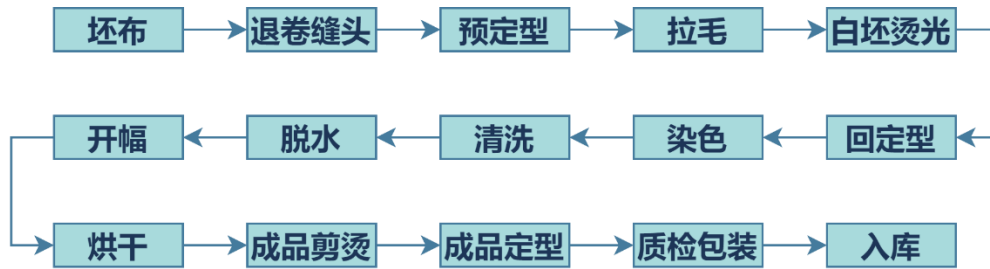 坯布
退卷缝头
预定型
拉毛
白坯烫光
回定型
染色
清洗
脱水
开幅
烘干
成品剪烫
成品定型
质检包装
入库